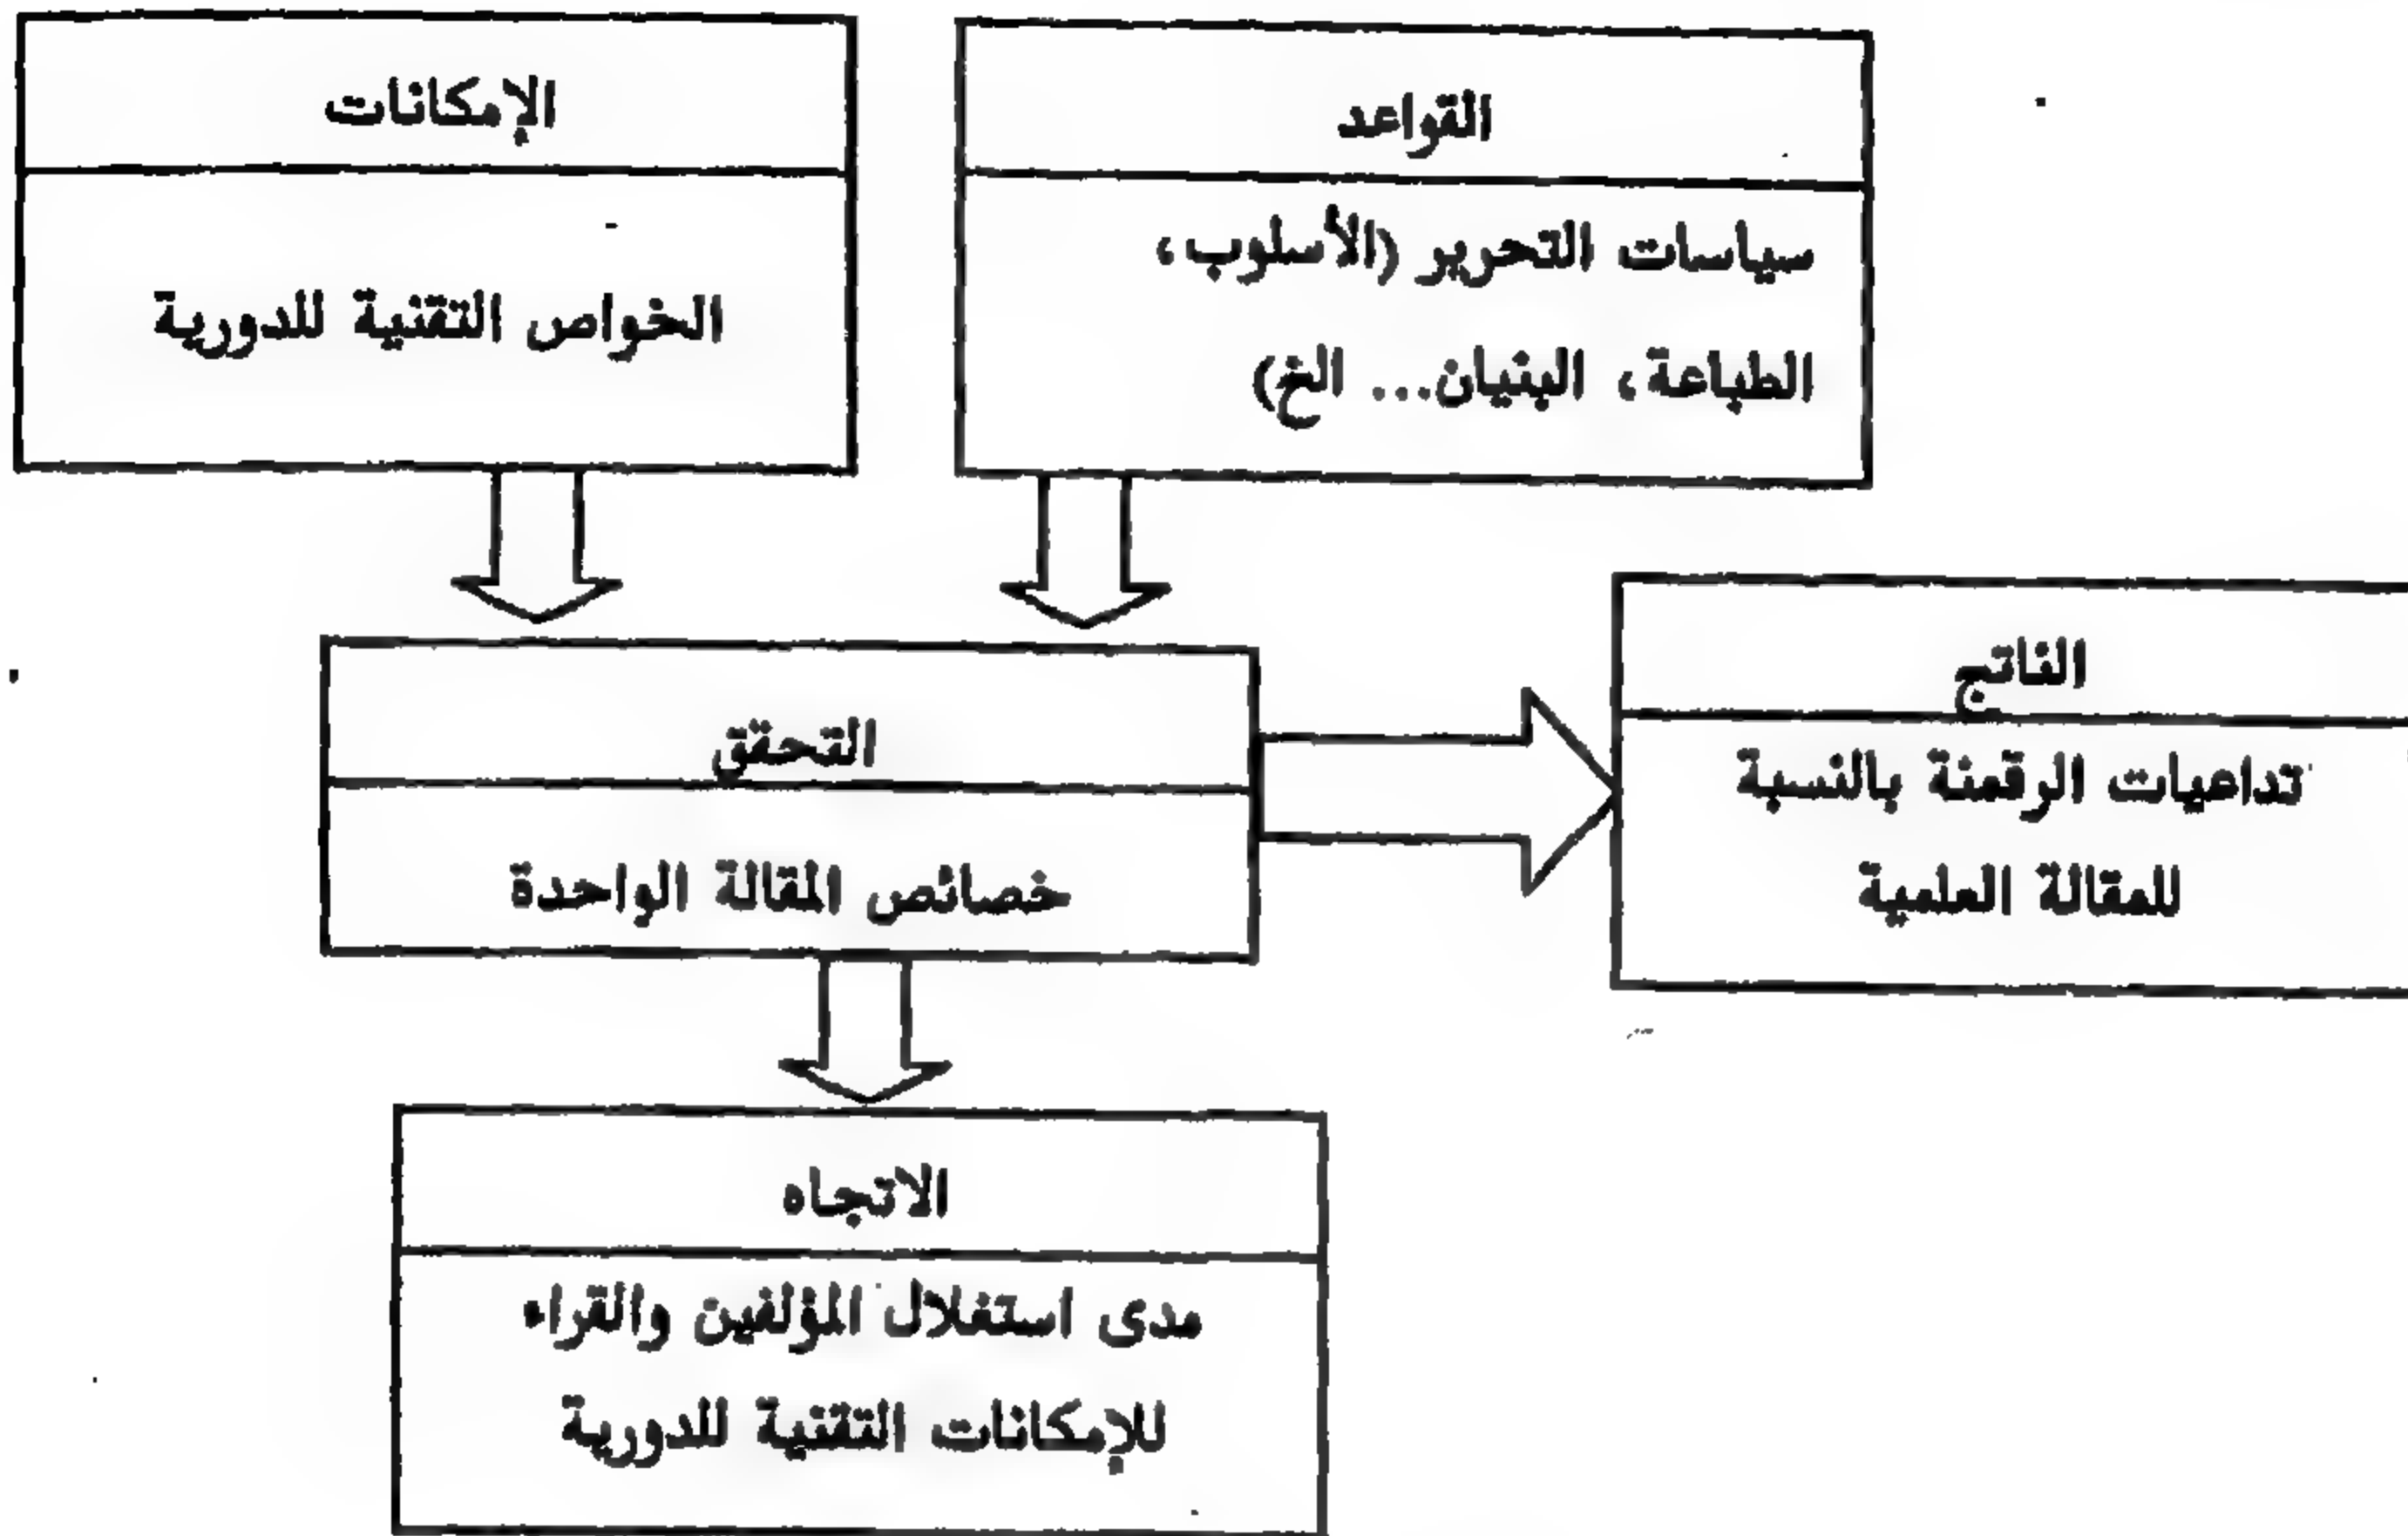 القواعد
سياسات التحرير (الأسلوب،
الطباعة، البنيان... الخ)
الإمكانات
الخواص التقنية للدورية
الناتج
تداعيات الرقمنة بالنسبة
للمقالة العلمية
التحقق
خصائص المقالة الواحدة
الاتجاه
مدى استغلال المؤلفين والقراء
للإمكانات التقنية للدورية